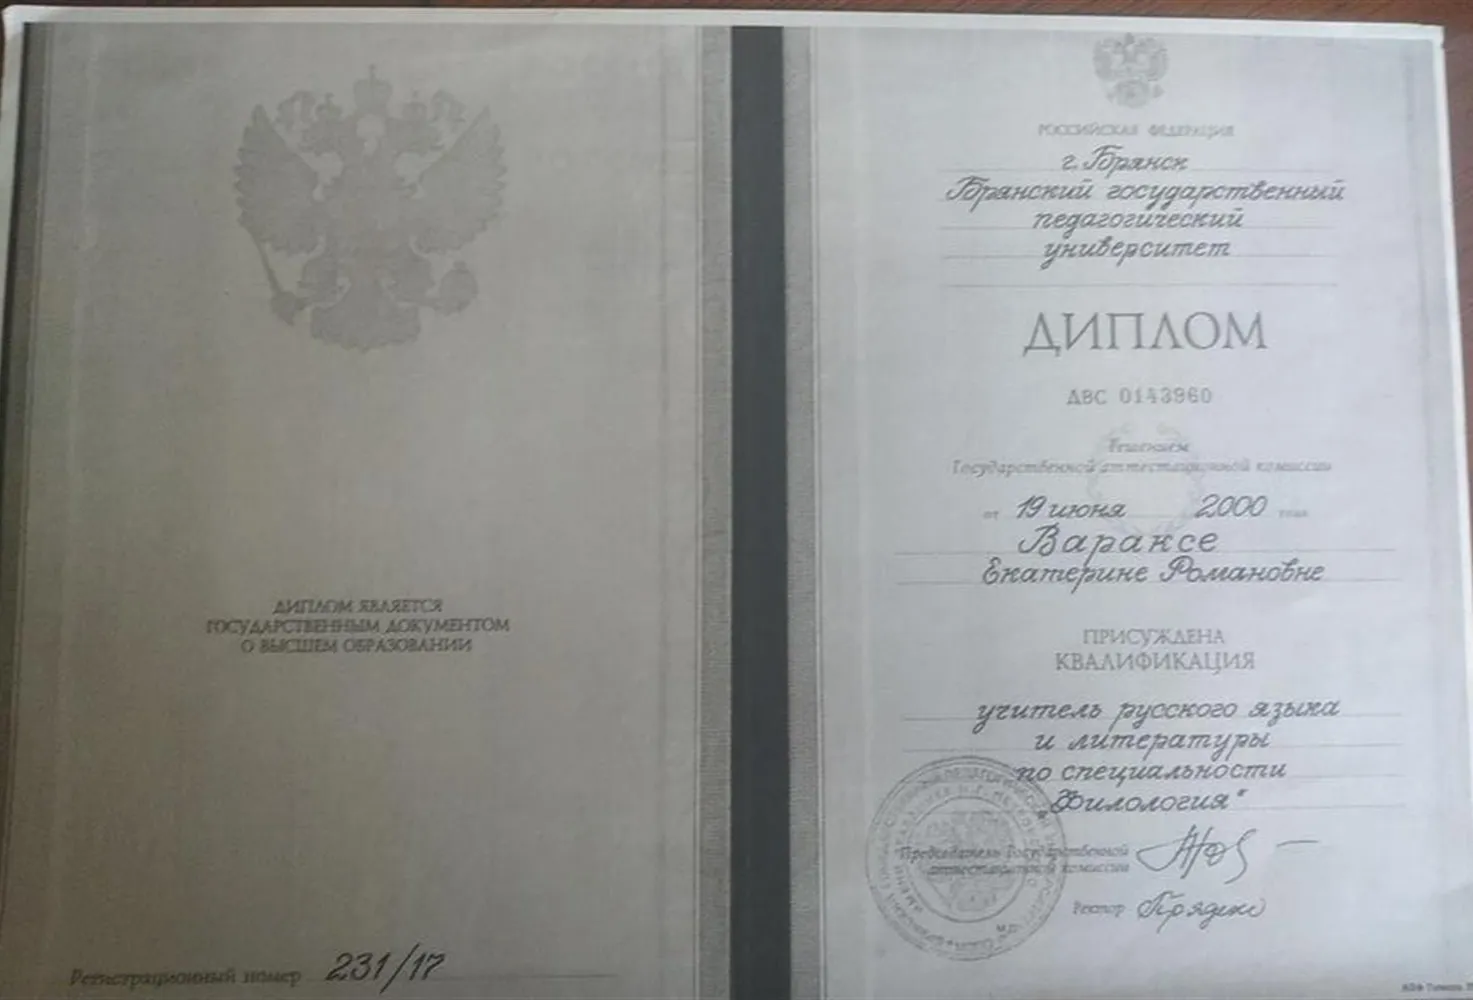 ДИПЛОМ ЯВЛЯЕТСЯ
ГОСУДАРСТВЕННЫМ ДОКУМЕНТОМ
О ВЫСШЕМ ОБРАЗОВАНИИ
Регистрационный номер 231/17
РОССИЙСКАЯ ФЕДЕРАЦИЯ
г. Брянск
Брянский государственный
педагогический
университет
ДИПЛОМ
ДВС 0143960
Решением
Государственной аттестационной комиссии
от 19 июня 2000 года
Вараксе
Екатерине Романовне
ПРИСУЖДЕНА
КВАЛИФИКАЦИЯ
учитель русского языка
и литературы
по специальности
„Филология"
Председатель Государственной
аттестационной комиссии
Ректор